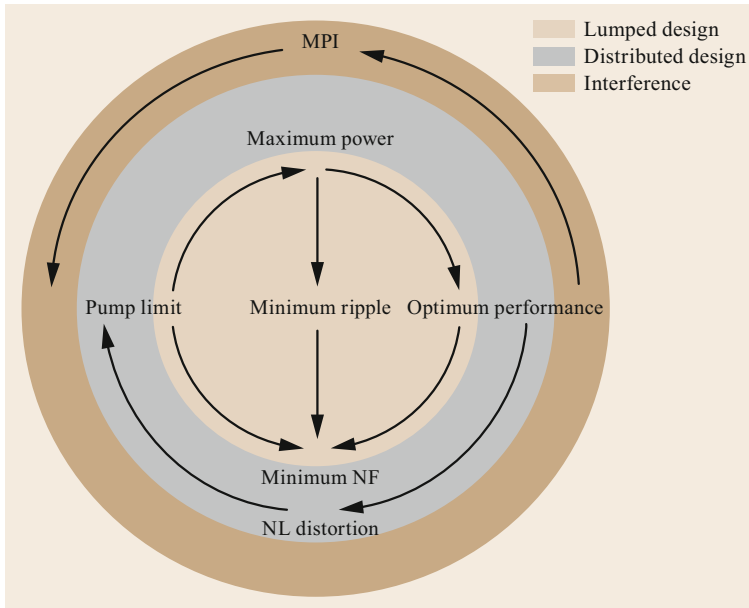 MPI
Lumped design
Distributed design
Interference
Maximum power
Pump limit
Minimum ripple
Optimum performance
Minimum NF
NL distortion